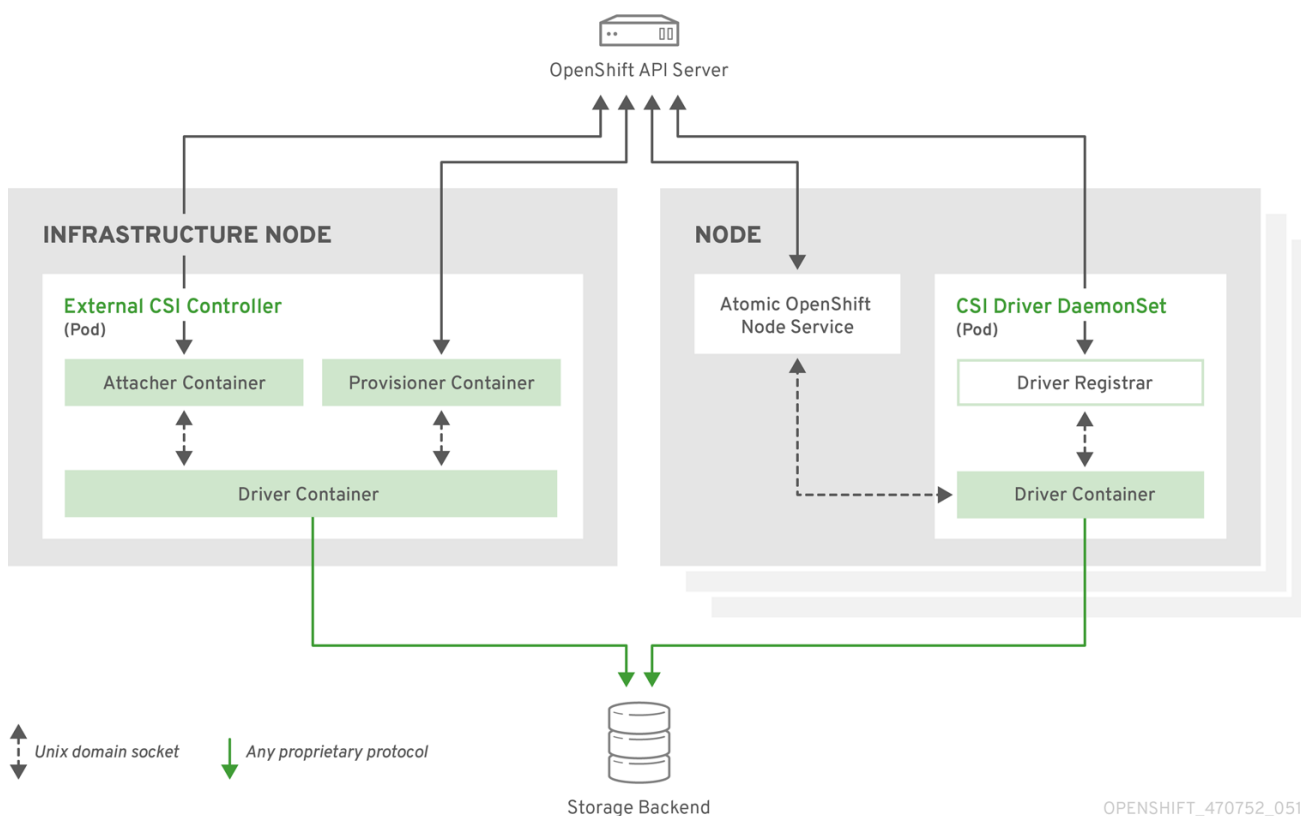 OpenShift API Server
INFRASTRUCTURE NODE
External CSI Controller
(Pod)
Attacher Container
Provisioner Container
Driver Container
NODE
Atomic OpenShift
Node Service
CSI Driver DaemonSet
(Pod)
Driver Registrar
Driver Container
Unix domain socket
Any proprietary protocol
Storage Backend
OPENSHIFT_470752_051